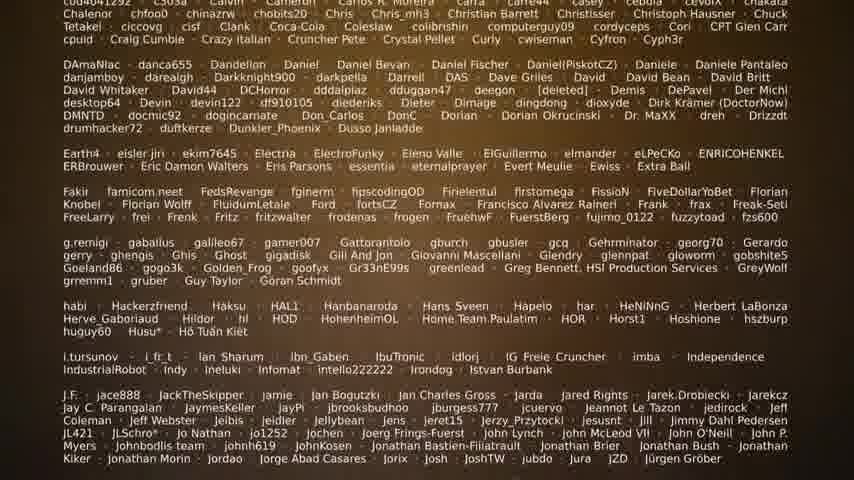 Chaloner · chfoo0 · chinazrw · chobits20 · Chris · Chris_mh3 · Christian Barrett · Christisser · Christoph Hausner · Chuck
Tetakel · ciccovg · cisf · Clank · Coca-Cola · Coleslaw · colibrishin · computerguy09 · cordyceps · Cori · CPT Glen Carr
cpuid · Craig Cumbie · Crazy italian · Cruncher Pete · Crystal Pellet · Curly · cwiseman · Cyfron · Cyph3r
DAmaNiac · danca655 · Dandellon · Daniel · Daniel Bevan · Daniel Fischer · Daniel(PiskotCZ) · Daniele · Daniele Pantaleo
danjamboy · darealgh · Darkknight900 · darkpella · Darrell · DAS · Dave Griles · David · David Bean · David Britt ·
David Whitaker · David44 · DCHorror · dddalpiaz · dduggan47 · deegon · [deleted] · Demis · DePavel · Der Michl
desktop64 · Devin · devin122 · df910105 · diederiks · Dieter · Dimage · dingdong · dioxyde · Dirk Krämer (DoctorNow)
DMNTD · docmic92 · dogincarnate · Don_Carlos · DonC · Dorian · Dorian Okrucinski · Dr. MaXX · dreh · Drizzdt
drumhacker72 · duftkerze · Dunkler_Phoenix · Dusso Janladde
Earth4 · eisler jiri · ekim7645 · Electria · ElectroFunky · Eleno Valle · ElGuillermo · elmander · eLPeCKo · ENRICOHENKEL
ERBrouwer · Eric Damon Walters · Eris Parsons · essentia · eternalprayer · Evert Meulie · Ewiss · Extra Ball
Fakir · famicom.neet · FedsRevenge · fginerm · fipscodingOD · Firielentul · firstomega · FissioN · FiveDollarYoBet · Florian
Knobel · Florian Wolff · FluidumLetale · Ford · fortsCZ · Fornax · Francisco Alvarez Raineri · Frank · frax · Freak-Seti
FreeLarry · frei · Frenk · Fritz · fritzwalter · frodenas · frogen · FruehwF · FuerstBerg · fujimo_0122 · fuzzytoad · fzs600
g.remigi · gaballus · galileo67 · gamer007 · Gattorantolo · gburch · gbusler · gcq · Gehrminator · georg70 · Gerardo
gerry · ghengis · Ghis · Ghost · gigadisk · Gili And Jon · Giovanni Mascellani · Glendry · glennpat · gloworm · gobshite5
Goeland86 · gogo3k · Golden_Frog · goofyx · Gr33nE99s · greenlead · Greg Bennett, HSI Production Services · GreyWolf
grremm1 · gruber · Guy Taylor · Göran Schmidt
habi · Hackerzfriend · Haksu · HAL1 · Hanbanaroda · Hans Sveen · Hapeio · har · HeNiNnG · Herbert LaBonza
Herve_Gaboriaud · Hildor · hl · HOD · HohenheimOL · Home.Team.Paulatim · HOR · Horst1 · Hoshione · hszburp
huguy60 · Husu* · Hồ Tuấn Kiệt
i.tursunov · i_fr_t · Ian Sharum · Ibn_Gaben · IbuTronic · idlorj · IG Freie Cruncher · imba · Independence
IndustrialRobot · indy · Ineluki · Infomat · intello222222 · Irondog · Istvan Burbank
J.F. · jace888 · JackTheSkipper · jamie · Jan Bogutzki · Jan Charles Gross · Jarda · Jared Rights · Jarek.Drobiecki · Jarekcz
Jay C. Parangalan · JaymesKeller · JayPi · jbrooksbudhoo · jburgess777 · jcuervo · Jeannot Le Tazon · jedirock · Jeff
Coleman · Jeff Webster · Jeibis · jeidler · Jellybean · Jens · jeret15 · Jerzy_Przytocki · jesusnt · Jill · Jimmy Dahl Pedersen
JL421 · JLSchro* · Jo Nathan · jo1252 · Jochen · Joerg Frings-Fuerst · John Lynch · John McLeod VII · John O'Neill · John P.
Myers · Johnbodlls team · johnh619 · JohnKosen · Jonathan Bastien-Filiatrault · Jonathan Brier · Jonathan Bush · Jonathan
Kiker · Jonathan Morin · jordao · Jorge Abad Casares · Jorix · Josh · JoshTW · jubdo · Jura · JZD · Jürgen Gröber